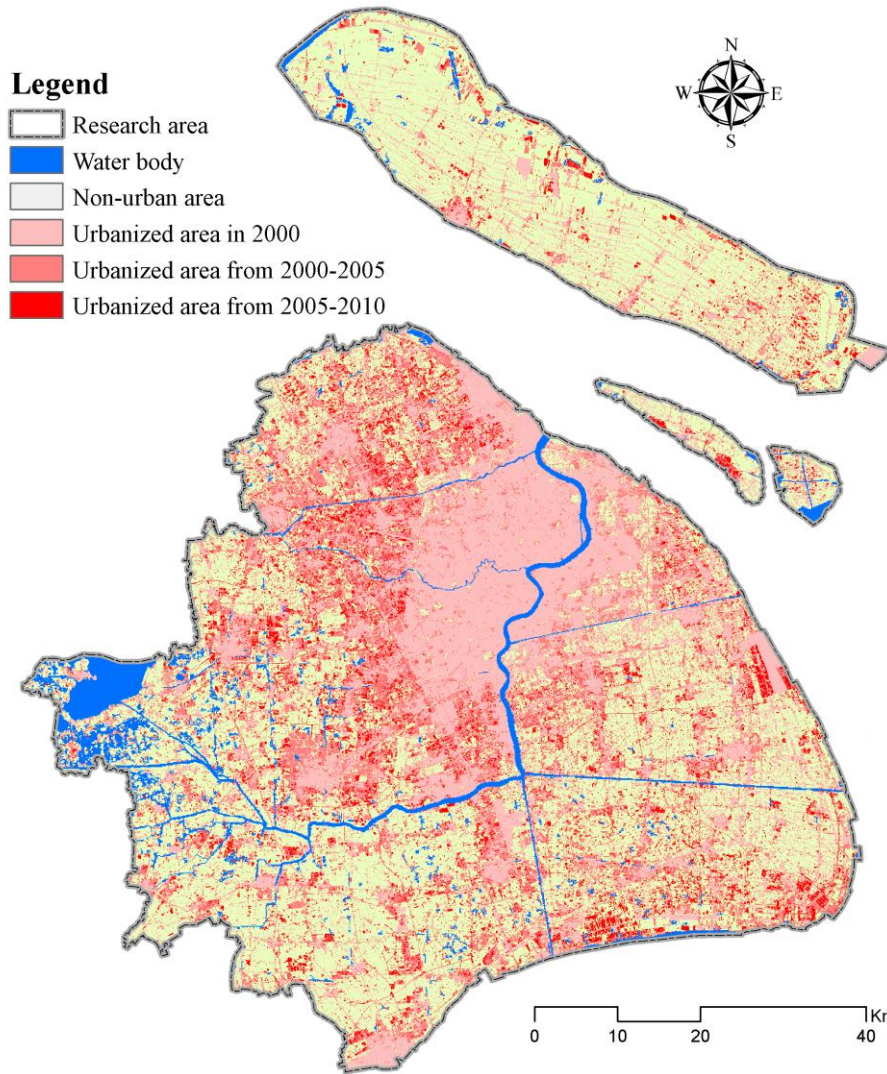 N
W E
S
Legend
Research area
Water body
Non-urban area
Urbanized area in 2000
Urbanized area from 2000-2005
Urbanized area from 2005-2010
0 10 20 40